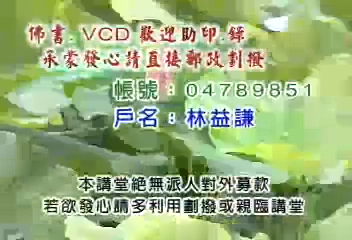 佛書. VCD 歡迎助印.錄
承蒙發心請直接郵政劃撥
帳號：04789851
戶名：林益謙
本講堂絕無派人對外募款
若欲發心請多利用劃撥或親臨講堂